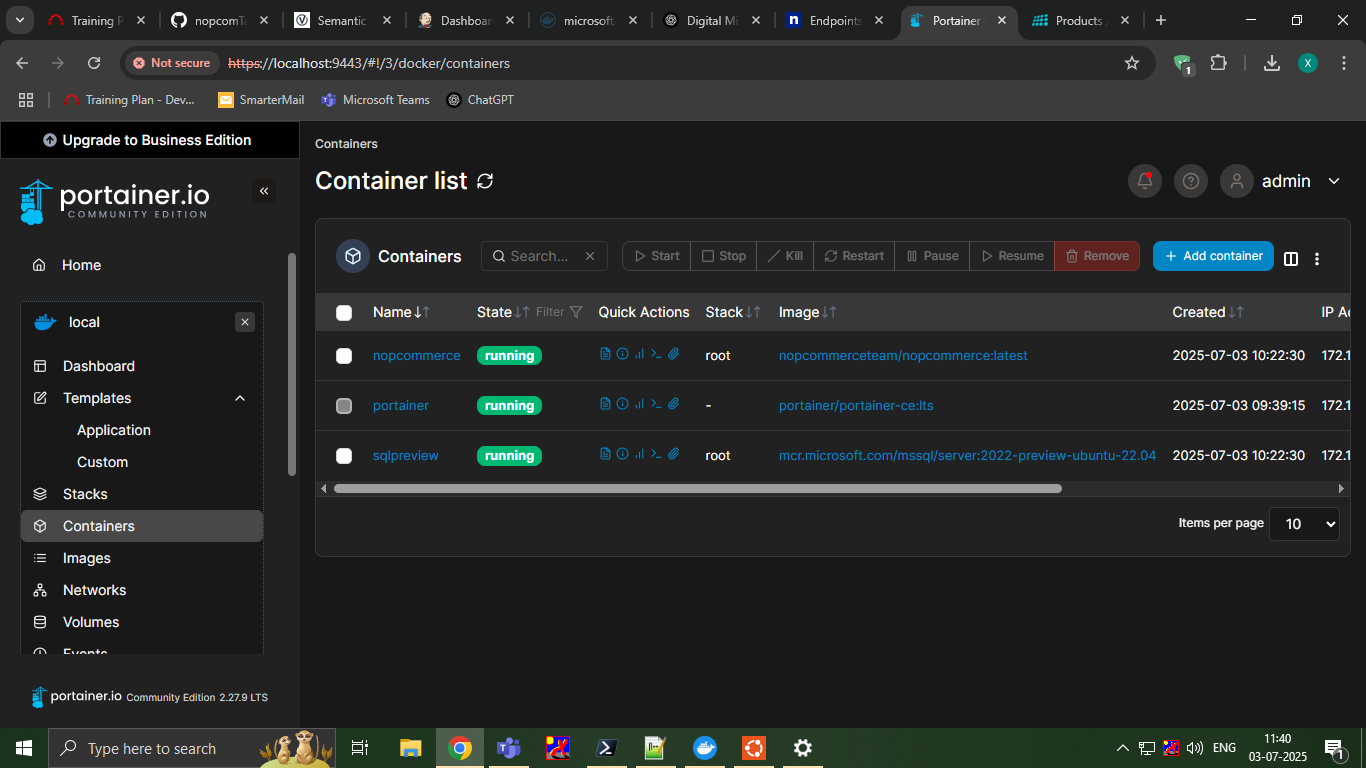 Training P
nopcomTa
Semantic
Dashboar
microsoft
Digital Mi
Endpoints
Portainer
Products
Not secure
https://localhost:9443/#!/3/docker/containers
1
X
Training Plan - Dev...
SmarterMail
Microsoft Teams
ChatGPT
Upgrade to Business Edition
portainer.io
COMMUNITY EDITION
Home
local
Dashboard
Templates
Application
Custom
Stacks
Containers
Images
Networks
Volumes
Events
portainer.io Community Edition 2.27.9 LTS
Containers
Container list
admin
Containers
Search...
Start
Stop
Kill
Restart
Pause
Resume
Remove
+ Add container
Name State Filter Quick Actions Stack Image Created IP Ad
nopcommerce running root nopcommerceteam/nopcommerce:latest 2025-07-03 10:22:30 172.1
portainer running - portainer/portainer-ce:lts 2025-07-03 09:39:15 172.1
sqlpreview running root mcr.microsoft.com/mssql/server:2022-preview-ubuntu-22.04 2025-07-03 10:22:30 172.1
Items per page 10
Type here to search
ENG
11:40
03-07-2025
1